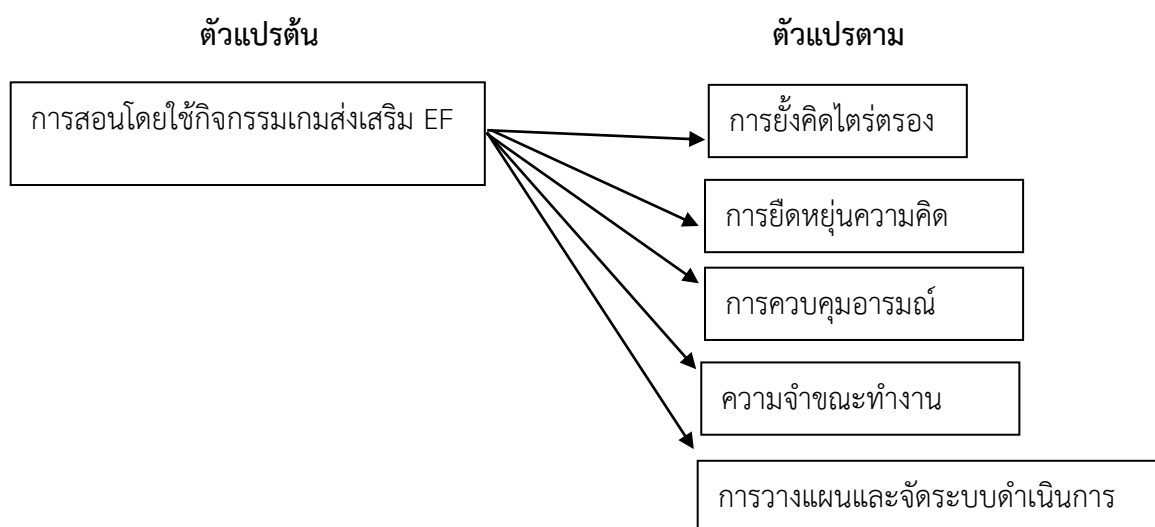 ตัวแปรต้น
ตัวแปรตาม
การสอนโดยใช้กิจกรรมเกมส่งเสริม EF
การยั้งคิดไตร่ตรอง
การยืดหยุ่นความคิด
การควบคุมอารมณ์
ความจำขณะทำงาน
การวางแผนและจัดระบบดำเนินการ